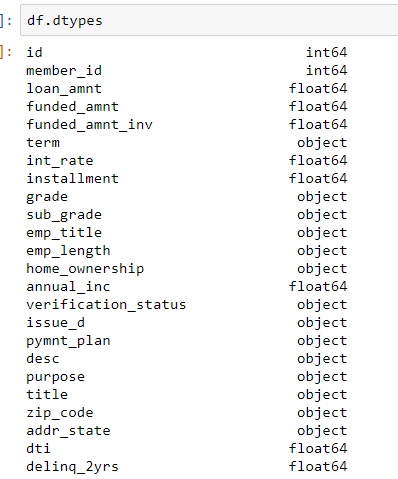 ]: df.dtypes
]: id int64
member_id int64
loan_amnt float64
funded_amnt float64
funded_amnt_inv float64
term object
int_rate float64
installment float64
grade object
sub_grade object
emp_title object
emp_length object
home_ownership object
annual_inc float64
verification_status object
issue_d object
pymnt_plan object
desc object
purpose object
title object
zip_code object
addr_state object
dti float64
delinq_2yrs float64